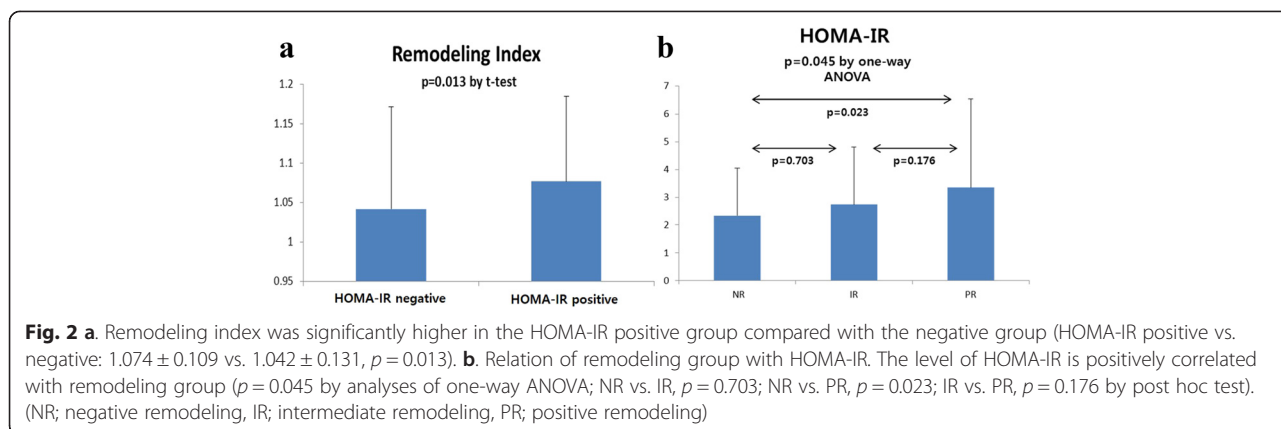 a
Remodeling Index
p=0.013 by t-test
1.2
1.15
1.1
1.05
1
0.95
HOMA-IR negative
HOMA-IR positive
b
HOMA-IR
p=0.045 by one-way
ANOVA
7
6
5
4
3
2
1
0
p=0.023
p=0.703
p=0.176
NR
IR
PR
Fig. 2 a. Remodeling index was significantly higher in the HOMA-IR positive group compared with the negative group (HOMA-IR positive vs.
negative: 1.074 ± 0.109 vs. 1.042 ± 0.131, p = 0.013). b. Relation of remodeling group with HOMA-IR. The level of HOMA-IR is positively correlated
with remodeling group (p = 0.045 by analyses of one-way ANOVA; NR vs. IR, p = 0.703; NR vs. PR, p = 0.023; IR vs. PR, p = 0.176 by post hoc test).
(NR; negative remodeling, IR; intermediate remodeling, PR; positive remodeling)